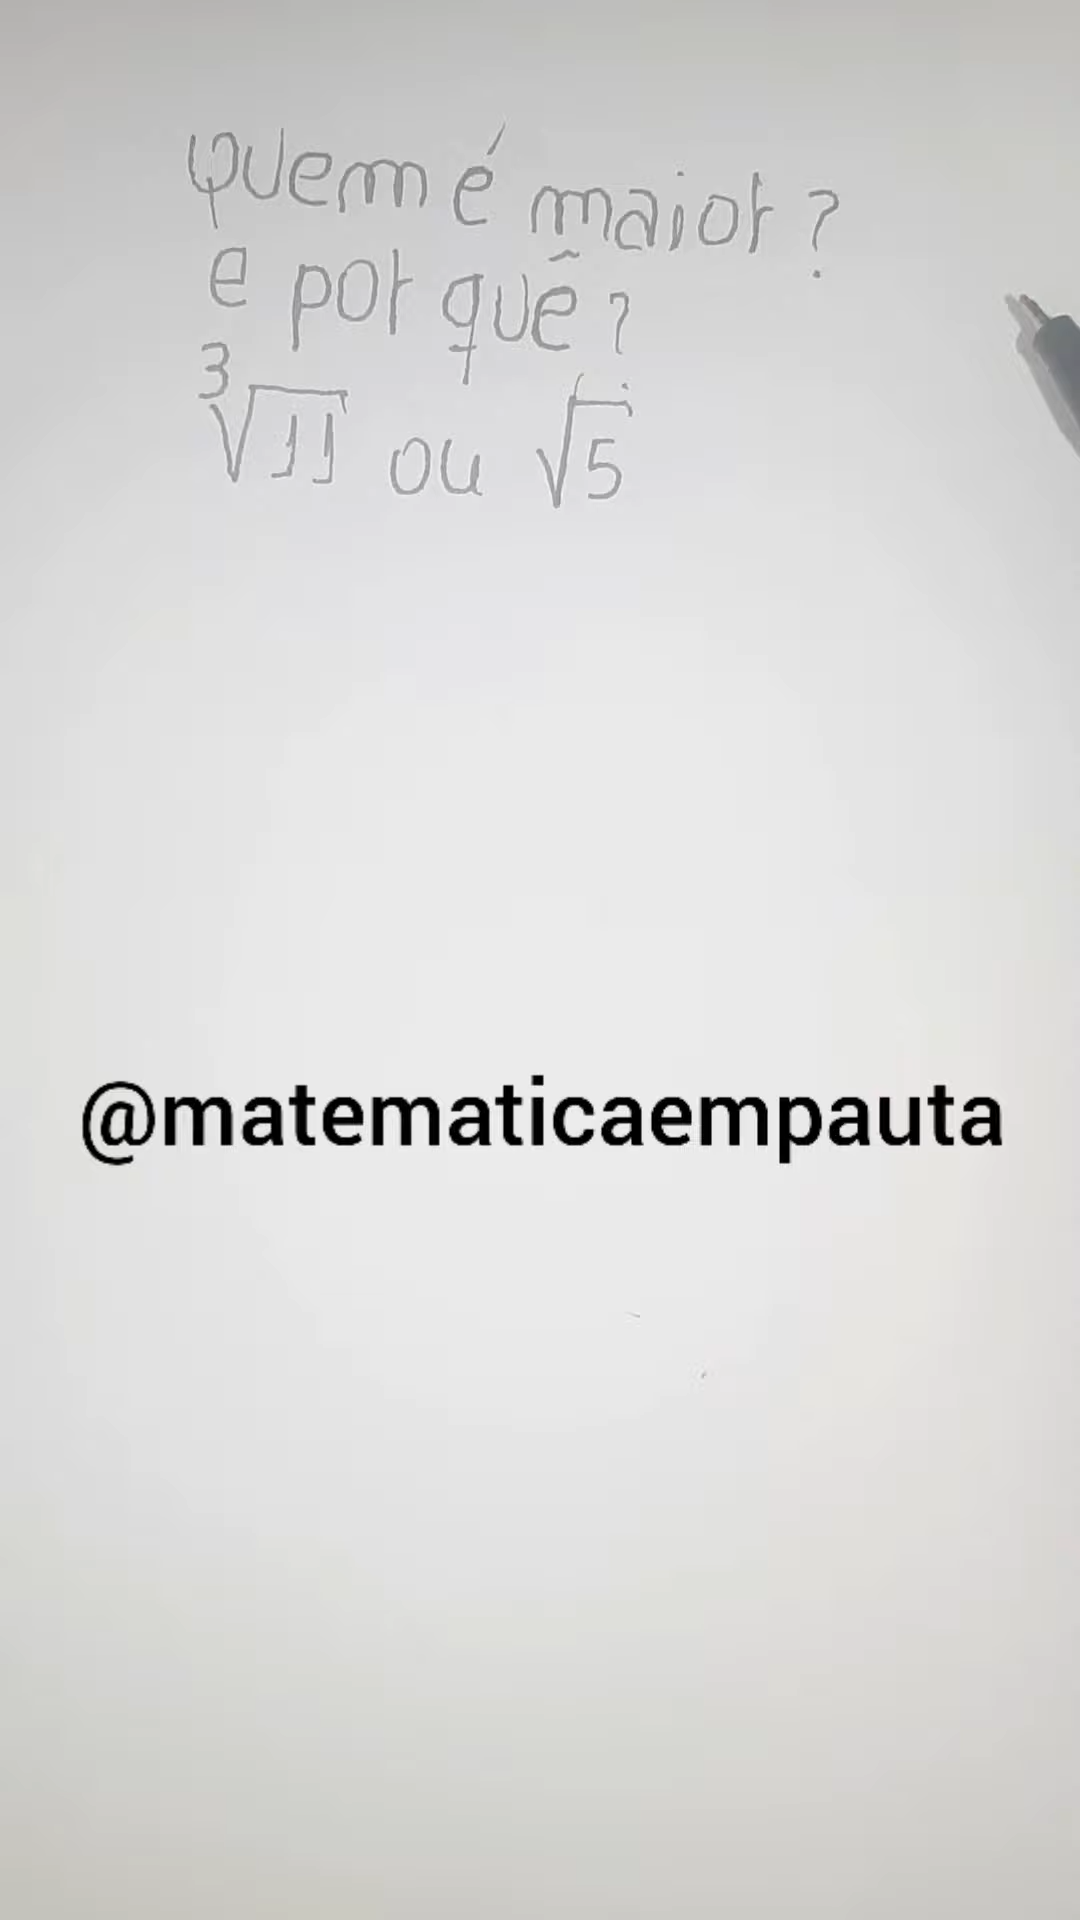 Quem é maior?
e por quê?
∛11 ou √5
@matematicaempauta